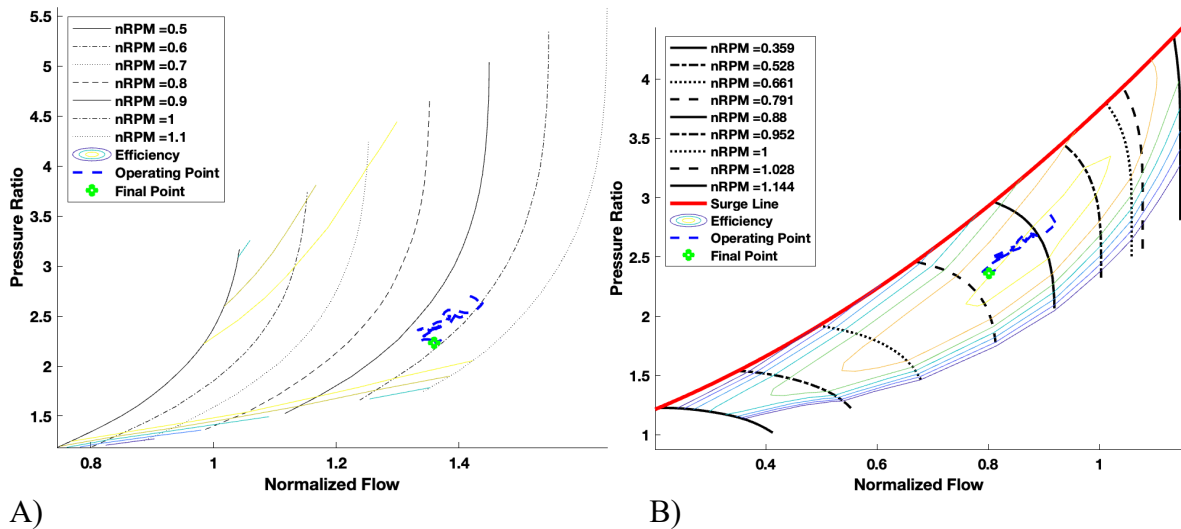 5.5
5
4.5
4
3.5
3
2.5
2
1.5
Pressure Ratio
nRPM =0.5
nRPM =0.6
nRPM =0.7
nRPM =0.8
nRPM =0.9
nRPM =1
nRPM =1.1
Efficiency
Operating Point
Final Point
0.8 1 1.2 1.4
Normalized Flow
A)
4
3.5
3
2.5
2
1.5
1
Pressure Ratio
nRPM =0.359
nRPM =0.528
nRPM =0.661
nRPM =0.791
nRPM =0.88
nRPM =0.952
nRPM =1
nRPM =1.028
nRPM =1.144
Surge Line
Efficiency
Operating Point
Final Point
0.4 0.6 0.8 1
Normalized Flow
B)